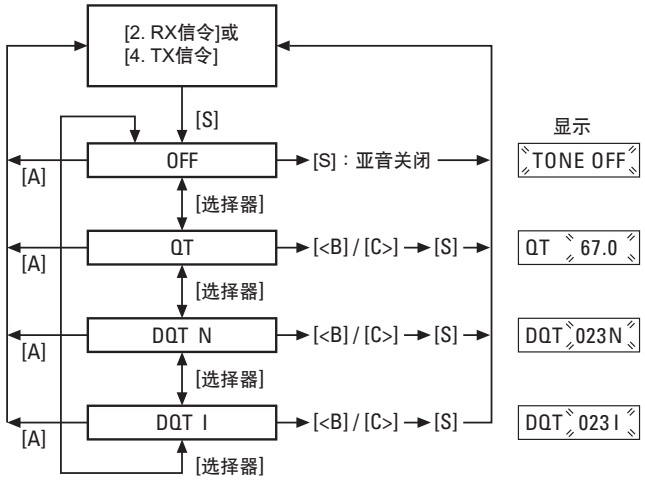 [2. RX信令]或
[4. TX信令]
[S]
显示
OFF
[S]：亚音关闭
TONE OFF
[A]
[选择器]
QT
[<B] / [C>]
[S]
QT 67.0
[A]
[选择器]
DQT N
[<B] / [C>]
[S]
DQT 023N
[A]
[选择器]
DQT I
[<B] / [C>]
[S]
DQT 023I
[A]
[选择器]